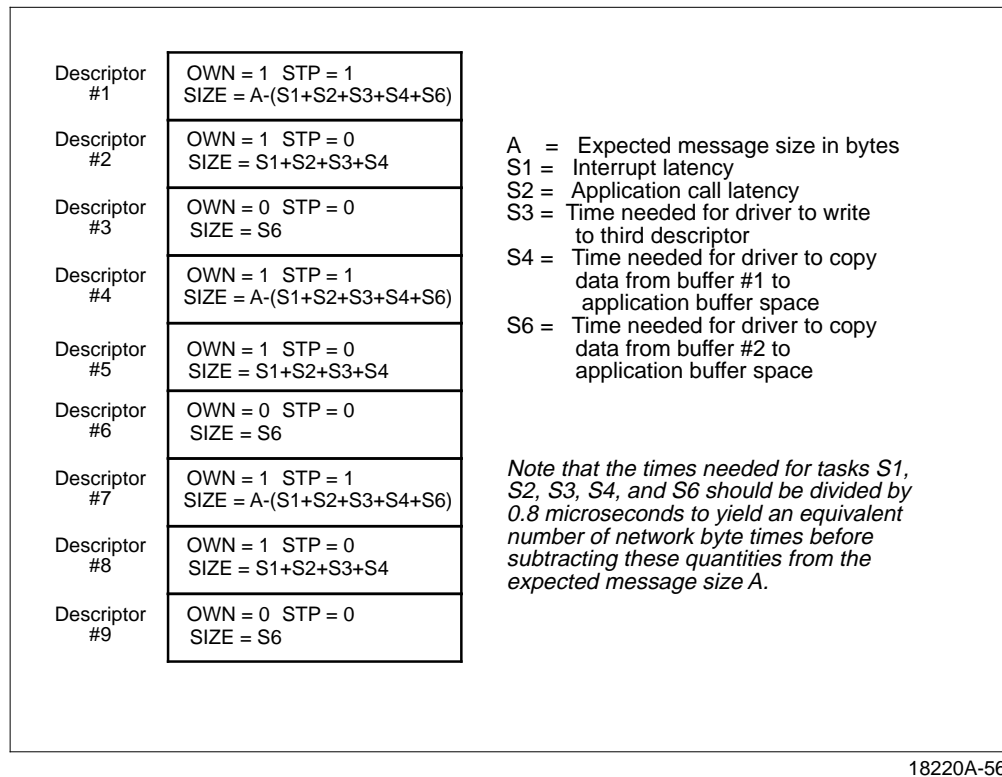 Descriptor
#1
OWN = 1 STP = 1
SIZE = A-(S1+S2+S3+S4+S6)
Descriptor
#2
OWN = 1 STP = 0
SIZE = S1+S2+S3+S4
Descriptor
#3
OWN = 0 STP = 0
SIZE = S6
Descriptor
#4
OWN = 1 STP = 1
SIZE = A-(S1+S2+S3+S4+S6)
Descriptor
#5
OWN = 1 STP = 0
SIZE = S1+S2+S3+S4
Descriptor
#6
OWN = 0 STP = 0
SIZE = S6
Descriptor
#7
OWN = 1 STP = 1
SIZE = A-(S1+S2+S3+S4+S6)
Descriptor
#8
OWN = 1 STP = 0
SIZE = S1+S2+S3+S4
Descriptor
#9
OWN = 0 STP = 0
SIZE = S6
A = Expected message size in bytes
S1 = Interrupt latency
S2 = Application call latency
S3 = Time needed for driver to write
to third descriptor
S4 = Time needed for driver to copy
data from buffer #1 to
application buffer space
S6 = Time needed for driver to copy
data from buffer #2 to
application buffer space
Note that the times needed for tasks S1,
S2, S3, S4, and S6 should be divided by
0.8 microseconds to yield an equivalent
number of network byte times before
subtracting these quantities from the
expected message size A.
18220A-56